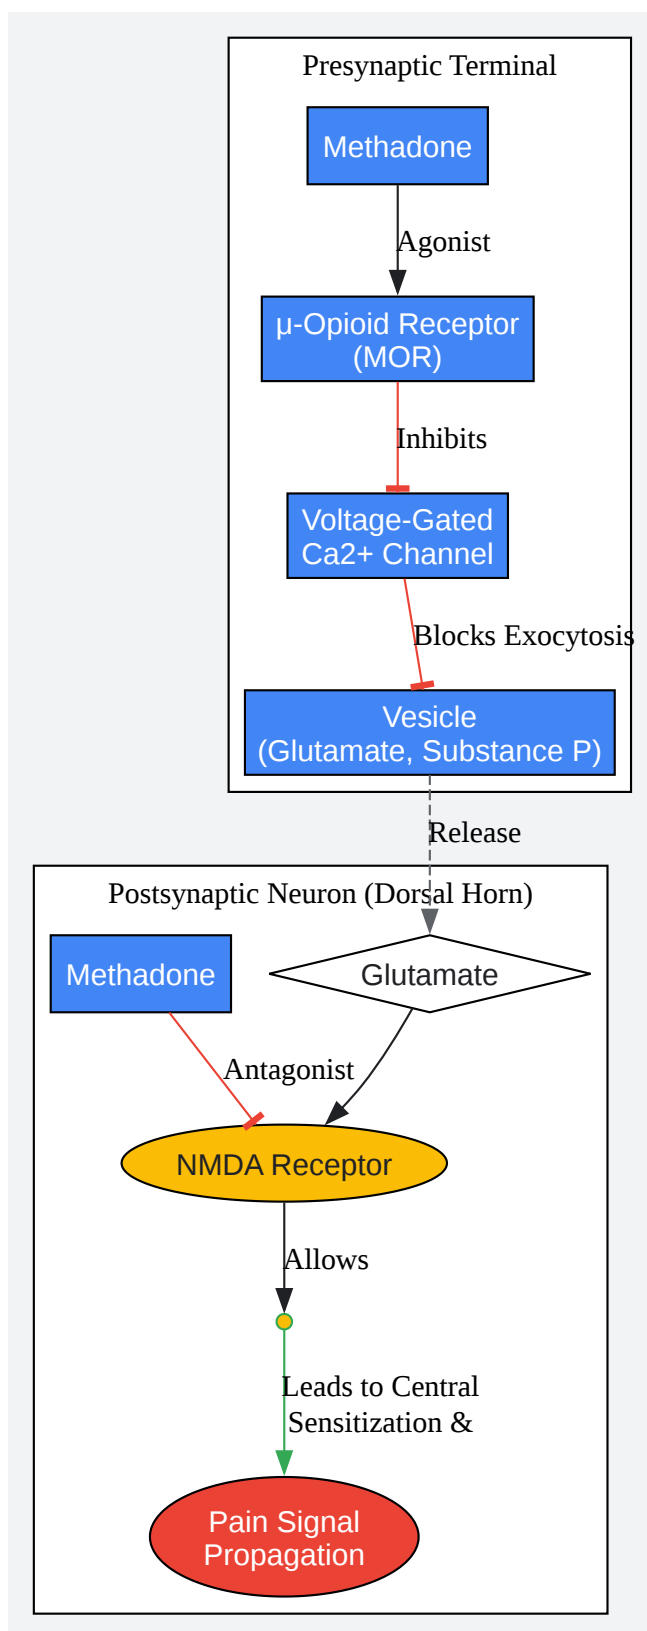 Presynaptic Terminal
Methadone
Agonist
μ-Opioid Receptor
(MOR)
Inhibits
Voltage-Gated
Ca2+ Channel
Blocks Exocytosis
Vesicle
(Glutamate, Substance P)
Release
Postsynaptic Neuron (Dorsal Horn)
Methadone
Glutamate
Antagonist
NMDA Receptor
Allows
Leads to Central
Sensitization &
Pain Signal
Propagation